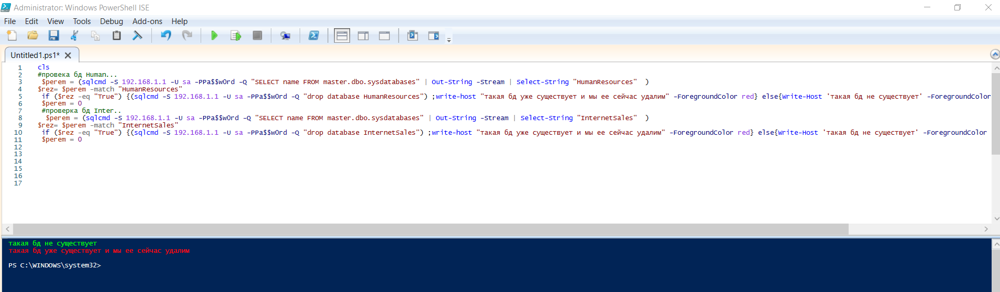 Administrator: Windows PowerShell ISE
File Edit View Tools Debug Add-ons Help
Untitled1.ps1*
1 cls
2 #провека бд Human...
3 $perem = (sqlcmd -S 192.168.1.1 -U sa -PPa$$w0rd -Q "SELECT name FROM master.dbo.sysdatabases" | Out-String -Stream | Select-String "HumanResources" )
4 $rez= $perem -match "HumanResources"
5 if ($rez -eq "True") {(sqlcmd -S 192.168.1.1 -U sa -PPa$$w0rd -Q "drop database HumanResources") ;write-host "такая бд уже существует и мы ее сейчас удалим" -ForegroundColor red} else{Write-Host 'такая бд не существует' -ForegroundColor
6 $perem = 0
7 #проверка бд Inter..
8 $perem = (sqlcmd -S 192.168.1.1 -U sa -PPa$$w0rd -Q "SELECT name FROM master.dbo.sysdatabases" | Out-String -Stream | Select-String "InternetSales" )
9 $rez= $perem -match "InternetSales"
10 if ($rez -eq "True") {(sqlcmd -S 192.168.1.1 -U sa -PPa$$w0rd -Q "drop database InternetSales") ;write-host "такая бд уже существует и мы ее сейчас удалим" -ForegroundColor red} else{Write-Host 'такая бд не существует' -ForegroundColor
11 $perem = 0
12
13
14
15
16
17
такая бд не существует
такая бд уже существует и мы ее сейчас удалим
PS C:\WINDOWS\system32>